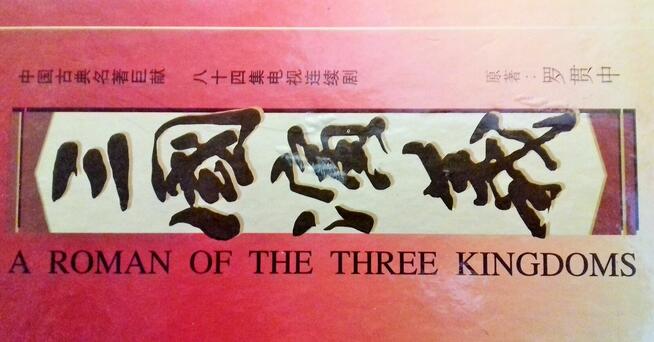 中国古典名著巨献 八十四集电视连续剧 原著：罗贯中
三國演義
A ROMAN OF THE THREE KINGDOMS